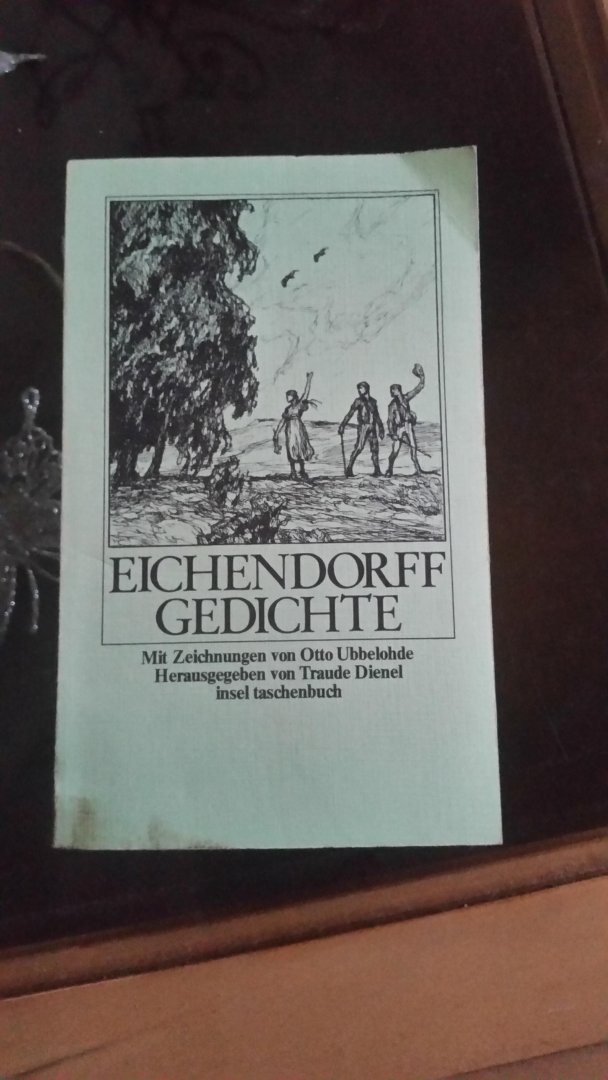 EICHENDORFF
GEDICHTE
Mit Zeichnungen von Otto Ubbelohde
Herausgegeben von Traude Dienel
insel taschenbuch